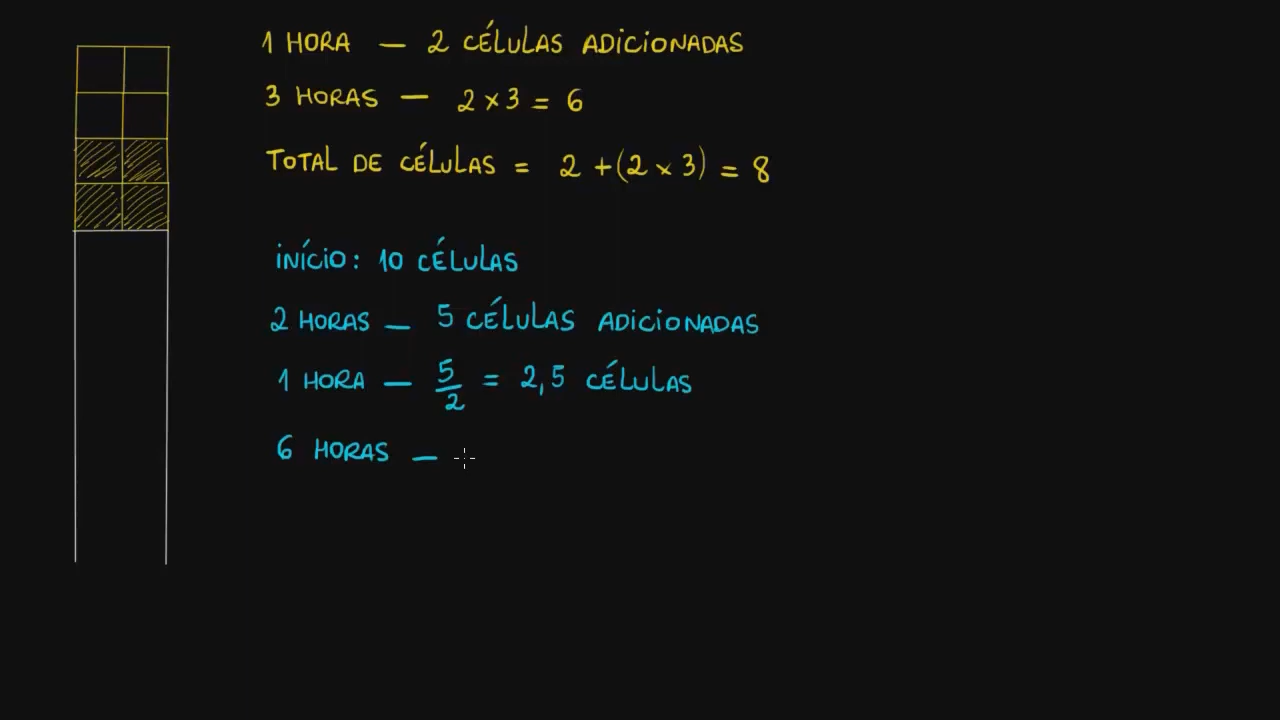 1 HORA — 2 CÉLULAS ADICIONADAS
3 HORAS — 2 × 3 = 6
TOTAL DE CÉLULAS = 2 + (2 × 3) = 8
INÍCIO: 10 CÉLULAS
2 HORAS — 5 CÉLULAS ADICIONADAS
1 HORA — 5/2 = 2,5 CÉLULAS
6 HORAS —